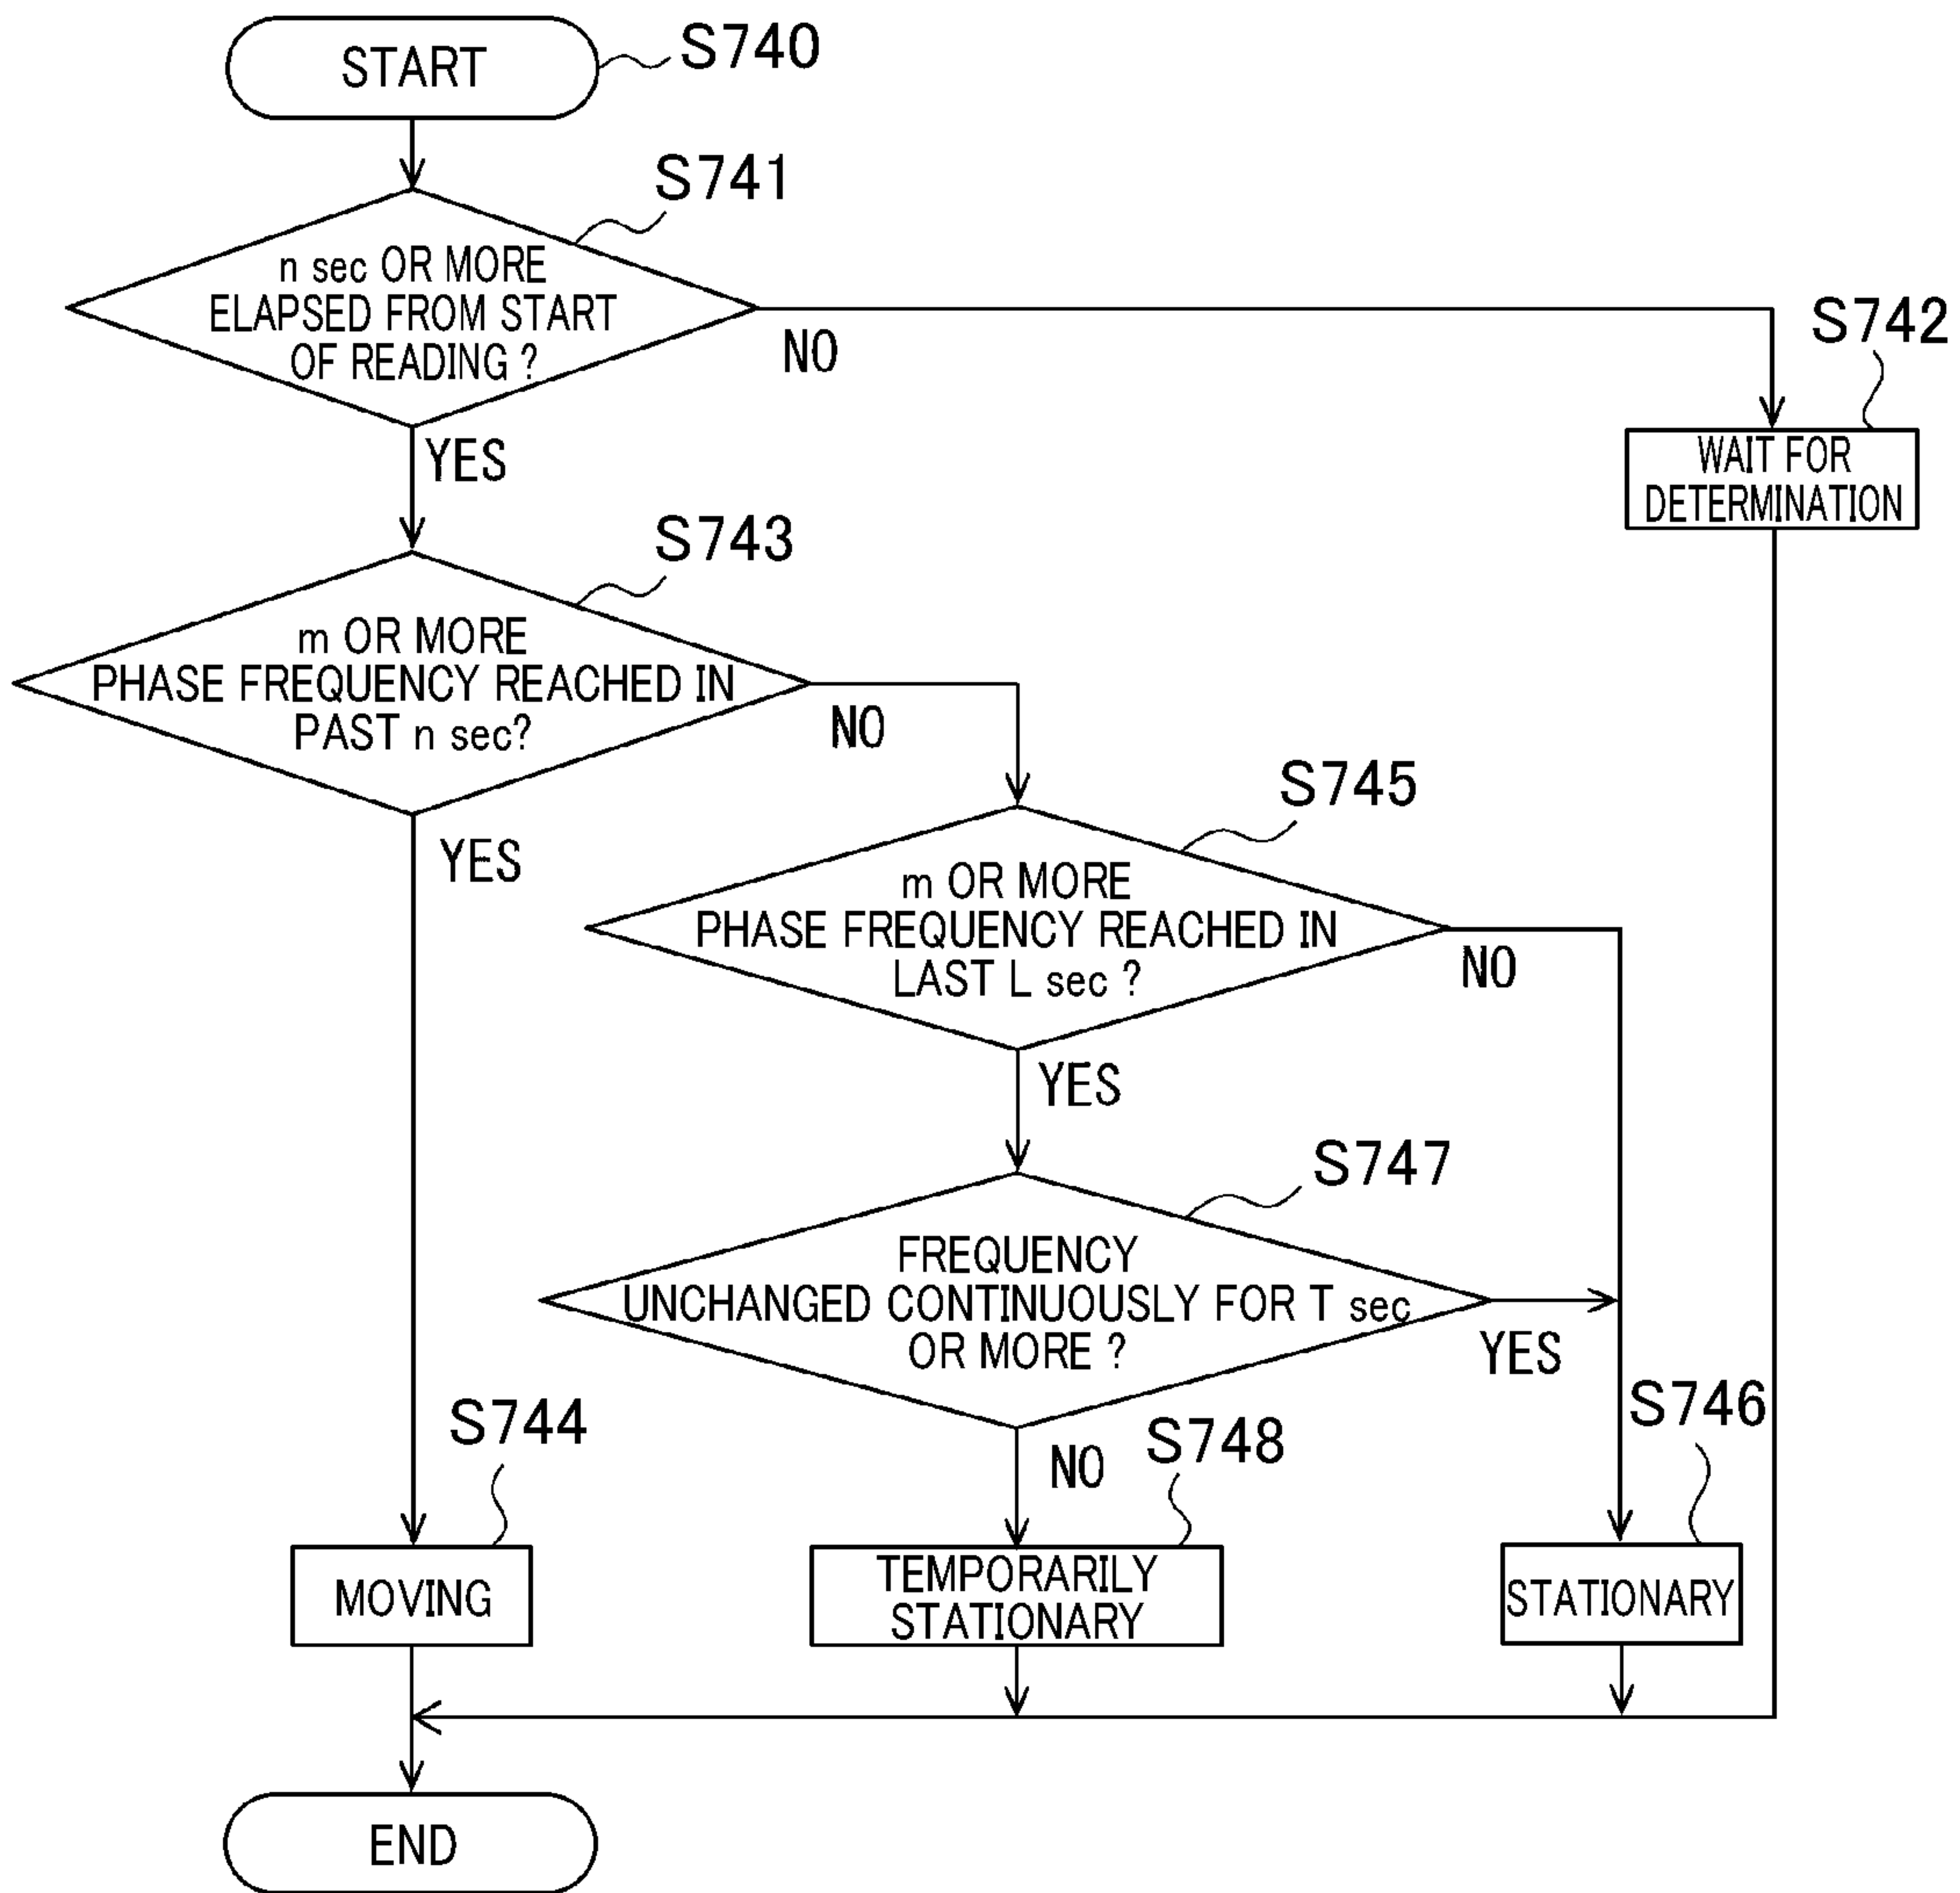 START
S740
S741
n sec OR MORE
ELAPSED FROM START
OF READING ?
NO
S742
WAIT FOR
DETERMINATION
YES
S743
m OR MORE
PHASE FREQUENCY REACHED IN
PAST n sec?
NO
YES
S745
m OR MORE
PHASE FREQUENCY REACHED IN
LAST L sec ?
NO
YES
S747
FREQUENCY
UNCHANGED CONTINUOUSLY FOR T sec
OR MORE ?
YES
NO
S744
MOVING
S748
TEMPORARILY
STATIONARY
S746
STATIONARY
END